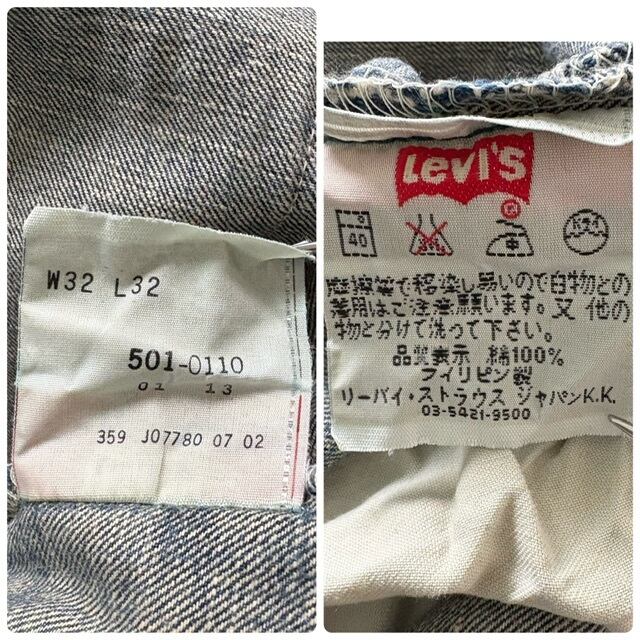 W32 L32
501-0110
01 13
359 J07780 07 02
Levi's
®
40
摩擦等で移染し易いので白物との
着用はご注意願います。又 他の
物と分けて洗って下さい。
品質表示 綿100%
フィリピン製
リーバイ・ストラウス ジャパンK.K.
03-5421-9500